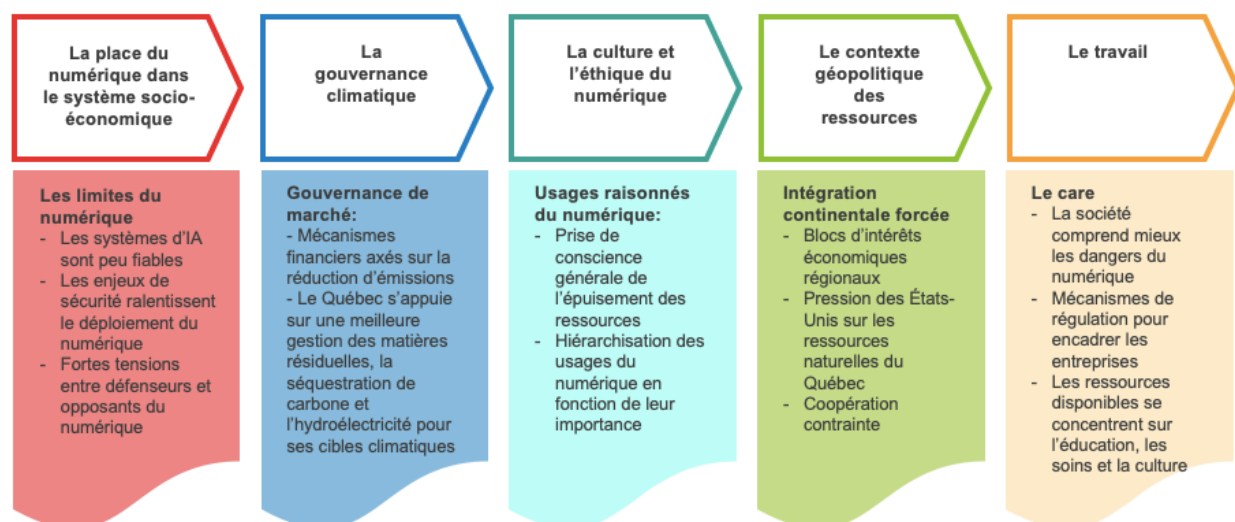 La place du
numérique dans
le système socio-
économique
La
gouvernance
climatique
La culture et
l'éthique du
numérique
Le contexte
géopolitique
des
ressources
Le travail
Les limites du
numérique
- Les systèmes d'IA
sont peu fiables
- Les enjeux de
sécurité ralentissent
le déploiement du
numérique
- Fortes tensions
entre défenseurs et
opposants du
numérique
Gouvernance de
marché:
- Mécanismes
financiers axés sur la
réduction d'émissions
- Le Québec s'appuie
sur une meilleure
gestion des matières
résiduelles, la
séquestration de
carbone et
l'hydroélectricité pour
ses cibles climatiques
Usages raisonnés
du numérique:
- Prise de
conscience
générale de
l'épuisement des
ressources
- Hiérarchisation des
usages du
numérique en
fonction de leur
importance
Intégration
continentale forcée
- Blocs d'intérêts
économiques
régionaux
- Pression des États-
Unis sur les
ressources
naturelles du
Québec
- Coopération
contrainte
Le care
- La société
comprend mieux
les dangers du
numérique
- Mécanismes de
régulation pour
encadrer les
entreprises
- Les ressources
disponibles se
concentrent sur
l'éducation, les
soins et la culture